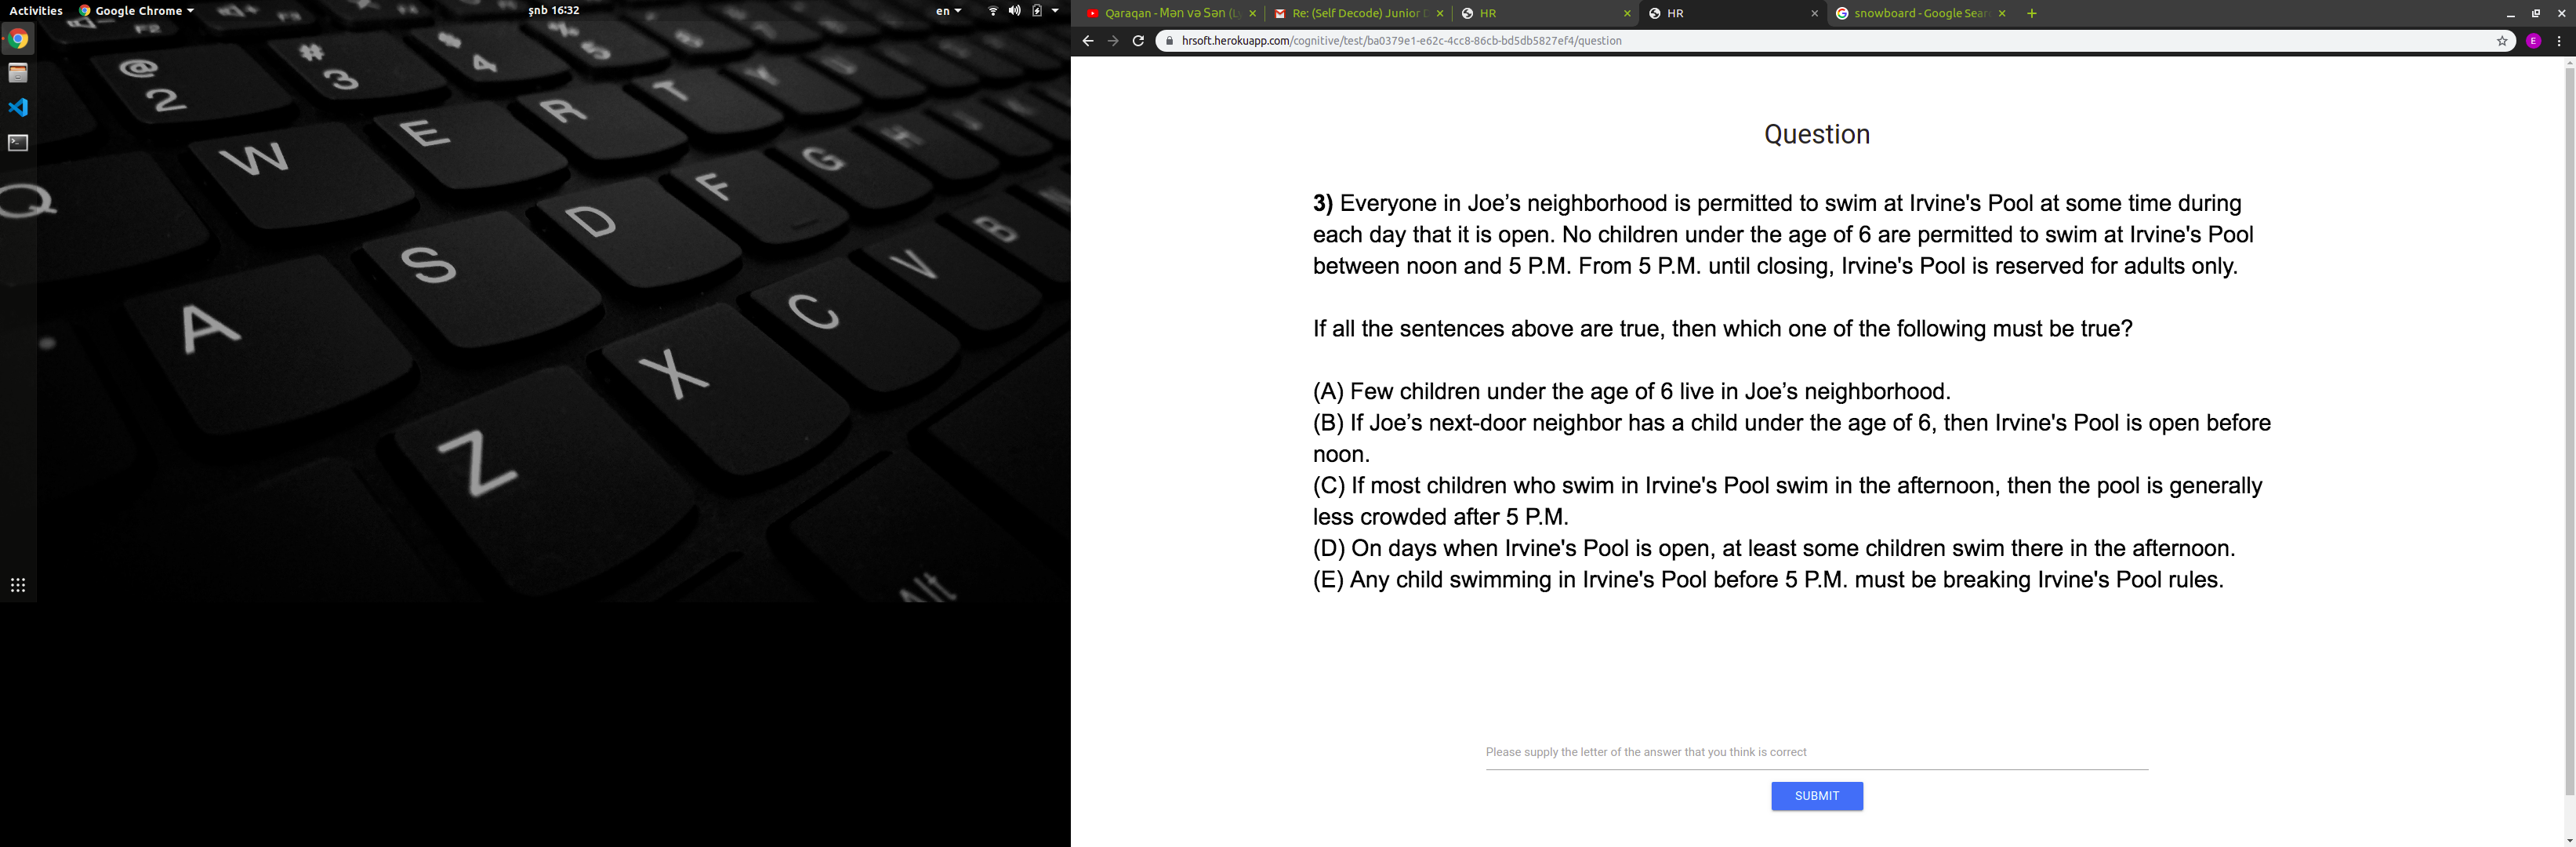 Activities
Google Chrome
şnb 16:32
en
@
2
#
3
4
5
F2
Q
W
E
R
T
Y
A
S
D
F
G
H
Z
X
C
V
B
Alt
Qaraqan - Mən və Sən
Re: (Self Decode) Junior
HR
HR
snowboard - Google Sear
hrsoft.herokuapp.com/cognitive/test/ba0379e1-e62c-4cc8-86cb-bd5db5827ef4/question
E
Question
3) Everyone in Joe’s neighborhood is permitted to swim at Irvine's Pool at some time during
each day that it is open. No children under the age of 6 are permitted to swim at Irvine's Pool
between noon and 5 P.M. From 5 P.M. until closing, Irvine's Pool is reserved for adults only.
If all the sentences above are true, then which one of the following must be true?
(A) Few children under the age of 6 live in Joe’s neighborhood.
(B) If Joe’s next-door neighbor has a child under the age of 6, then Irvine's Pool is open before
noon.
(C) If most children who swim in Irvine's Pool swim in the afternoon, then the pool is generally
less crowded after 5 P.M.
(D) On days when Irvine's Pool is open, at least some children swim there in the afternoon.
(E) Any child swimming in Irvine's Pool before 5 P.M. must be breaking Irvine's Pool rules.
Please supply the letter of the answer that you think is correct
SUBMIT